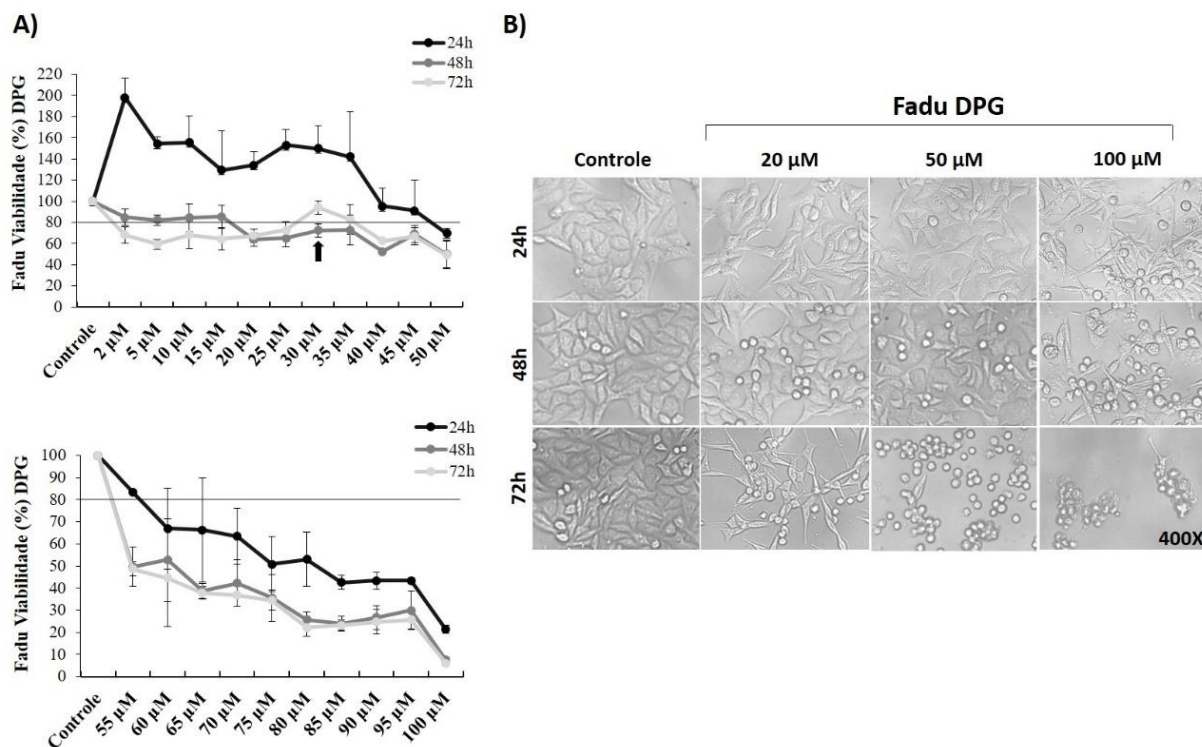 A)
24h
48h
72h
Fadu Viabilidade (%) DPG
220
200
180
160
140
120
100
80
60
40
20
0
Controle
2 µM
5 µM
10 µM
15 µM
20 µM
25 µM
30 µM
35 µM
40 µM
45 µM
50 µM
24h
48h
72h
Fadu Viabilidade (%) DPG
100
90
80
70
60
50
40
30
20
10
0
Controle
55 µM
60 µM
65 µM
70 µM
75 µM
80 µM
85 µM
90 µM
95 µM
100 µM
B)
Fadu DPG
Controle 20 µM 50 µM 100 µM
24h
48h
72h
400X